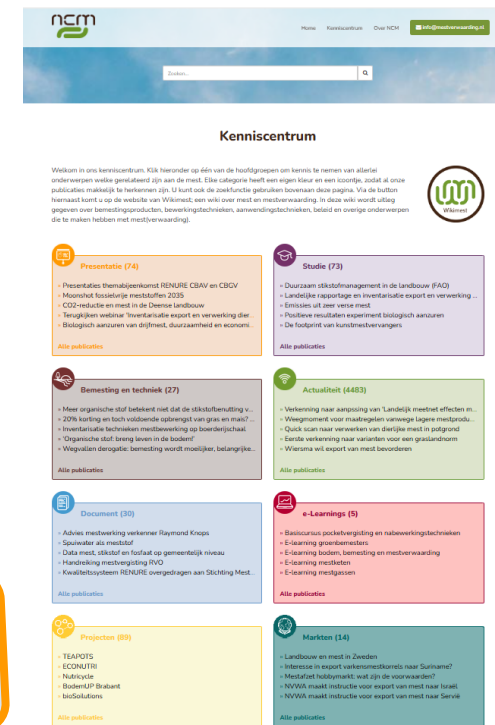 ncm
Home Kenniscentrum Over NCM info@mestverwaarding.nl
Zoeken...
Kenniscentrum
Welkom in ons kenniscentrum. Klik hieronder op één van de hoofdgroepen om kennis te nemen van allerlei
onderwerpen welke gerelateerd zijn aan de mest. Elke categorie heeft een eigen kleur en een icoontje, zodat al onze
publicaties makkelijk te herkennen zijn. U kunt ook de zoekfunctie gebruiken bovenaan deze pagina. Via de button
hiernaast komt u op de website van Wikimest; een wiki over mest en mestverwaarding. In deze wiki wordt uitleg
gegeven over bemestingsproducten, bewerkingstechnieken, aanwendingstechnieken, beleid en overige onderwerpen
die te maken hebben met mest(verwaarding).
Wikimest
Presentatie (74)
» Presentaties themabijeenkomst RENURE CBAV en CBGV
» Moonshot fossielvrije meststoffen 2035
» CO2-reductie en mest in de Deense landbouw
» Terugkijken webinar 'Inventarisatie export en verwerking dier...
» Biologisch aanzuren van drijfmest, duurzaamheid en economi...
Alle publicaties
Studie (73)
» Duurzaam stikstofmanagement in de landbouw (FAO)
» Landelijke rapportage en inventarisatie export en verwerking ...
» Emissies uit zeer verse mest
» Positieve resultaten experiment biologisch aanzuren
» De footprint van kunstmestvervangers
Alle publicaties
Bemesting en techniek (27)
» Meer organische stof betekent niet dat de stikstofbenutting v...
» 20% korting en toch voldoende opbrengst van gras en maïs? ...
» Inventarisatie technieken mestbewerking op boerderijschaal
» 'Organische stof: breng leven in de bodem!'
» Wegvallen derogatie: bemesting wordt moeilijker, belangrijke...
Alle publicaties
Actualiteit (4483)
» Verkenning naar aanpassing van 'Landelijk meetnet effecten m...
» Weegmoment voor maatregelen vanwege lagere mestprodu...
» Quick scan naar verwerken van dierlijke mest in potgrond
» Eerste verkenning naar varianten voor een graslandnorm
» Wiersma wil export van mest bevorderen
Alle publicaties
Document (30)
» Advies mestwerking verkenner Raymond Knops
» Spuiwater als meststof
» Data mest, stikstof en fosfaat op gemeentelijk niveau
» Handreiking mestvergisting RVO
» Kwaliteitssysteem RENURE overgedragen aan Stichting Mest...
Alle publicaties
e-Learnings (5)
» Basiscursus pocketvergisting en nabewerkingstechnieken
» E-learning groenbemesters
» E-learning bodem, bemesting en mestverwaarding
» E-learning mestketen
» E-learning mestgassen
Alle publicaties
Projecten (89)
» TEAPOTS
» ECONUTRI
» Nutricycle
» BodemUP Brabant
» bioSoilutions
Alle publicaties
Markten (14)
» Landbouw en mest in Zweden
» Interesse in export varkensmestkorrels naar Suriname?
» Mestafzet hobbymarkt: wat zijn de voorwaarden?
» NVWA maakt instructie voor export van mest naar Israël
» NVWA maakt instructie voor export van mest naar Servië
Alle publicaties